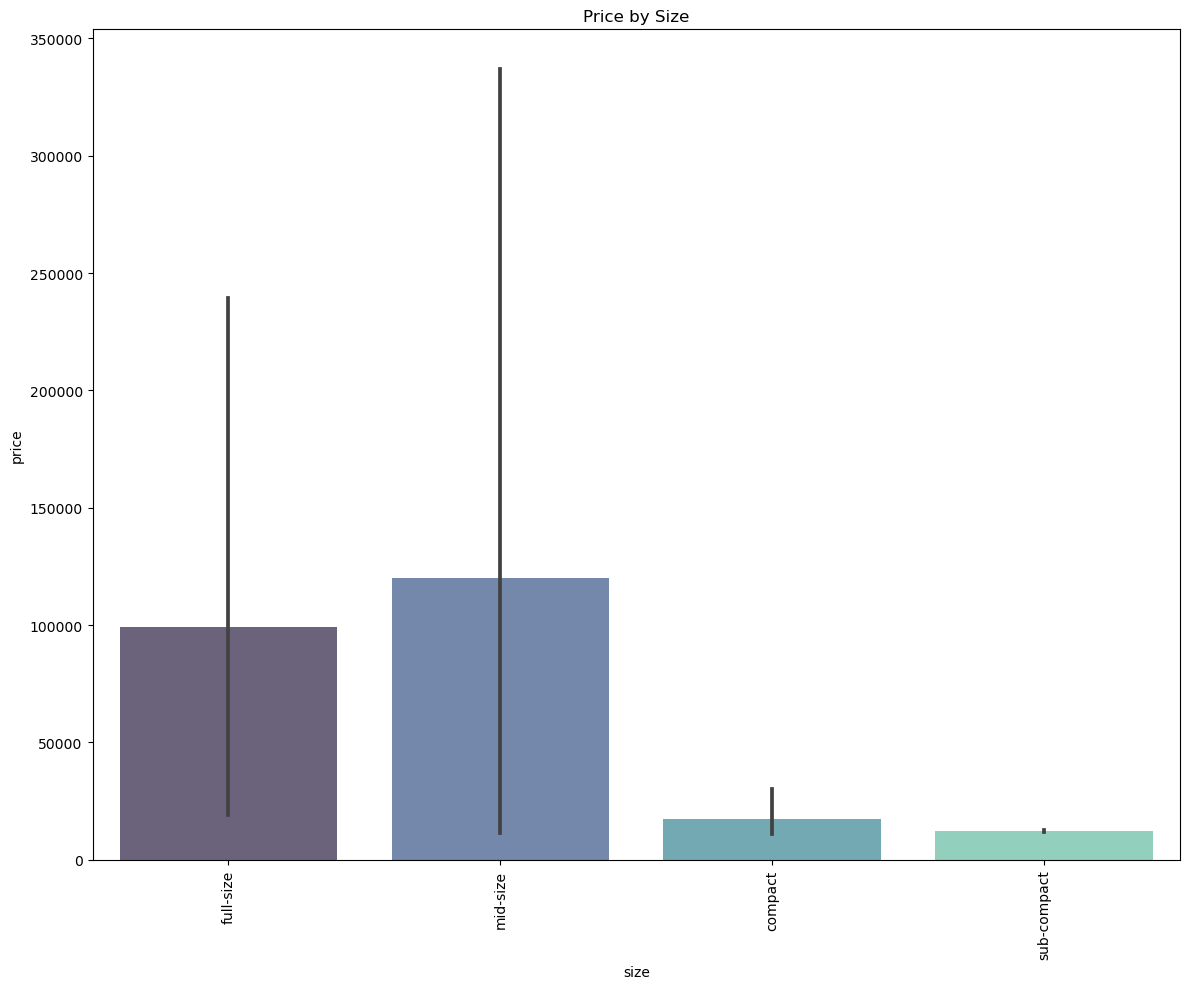 Price by Size
350000
300000
250000
200000
150000
100000
50000
0
price
full-size
mid-size
compact
sub-compact
size